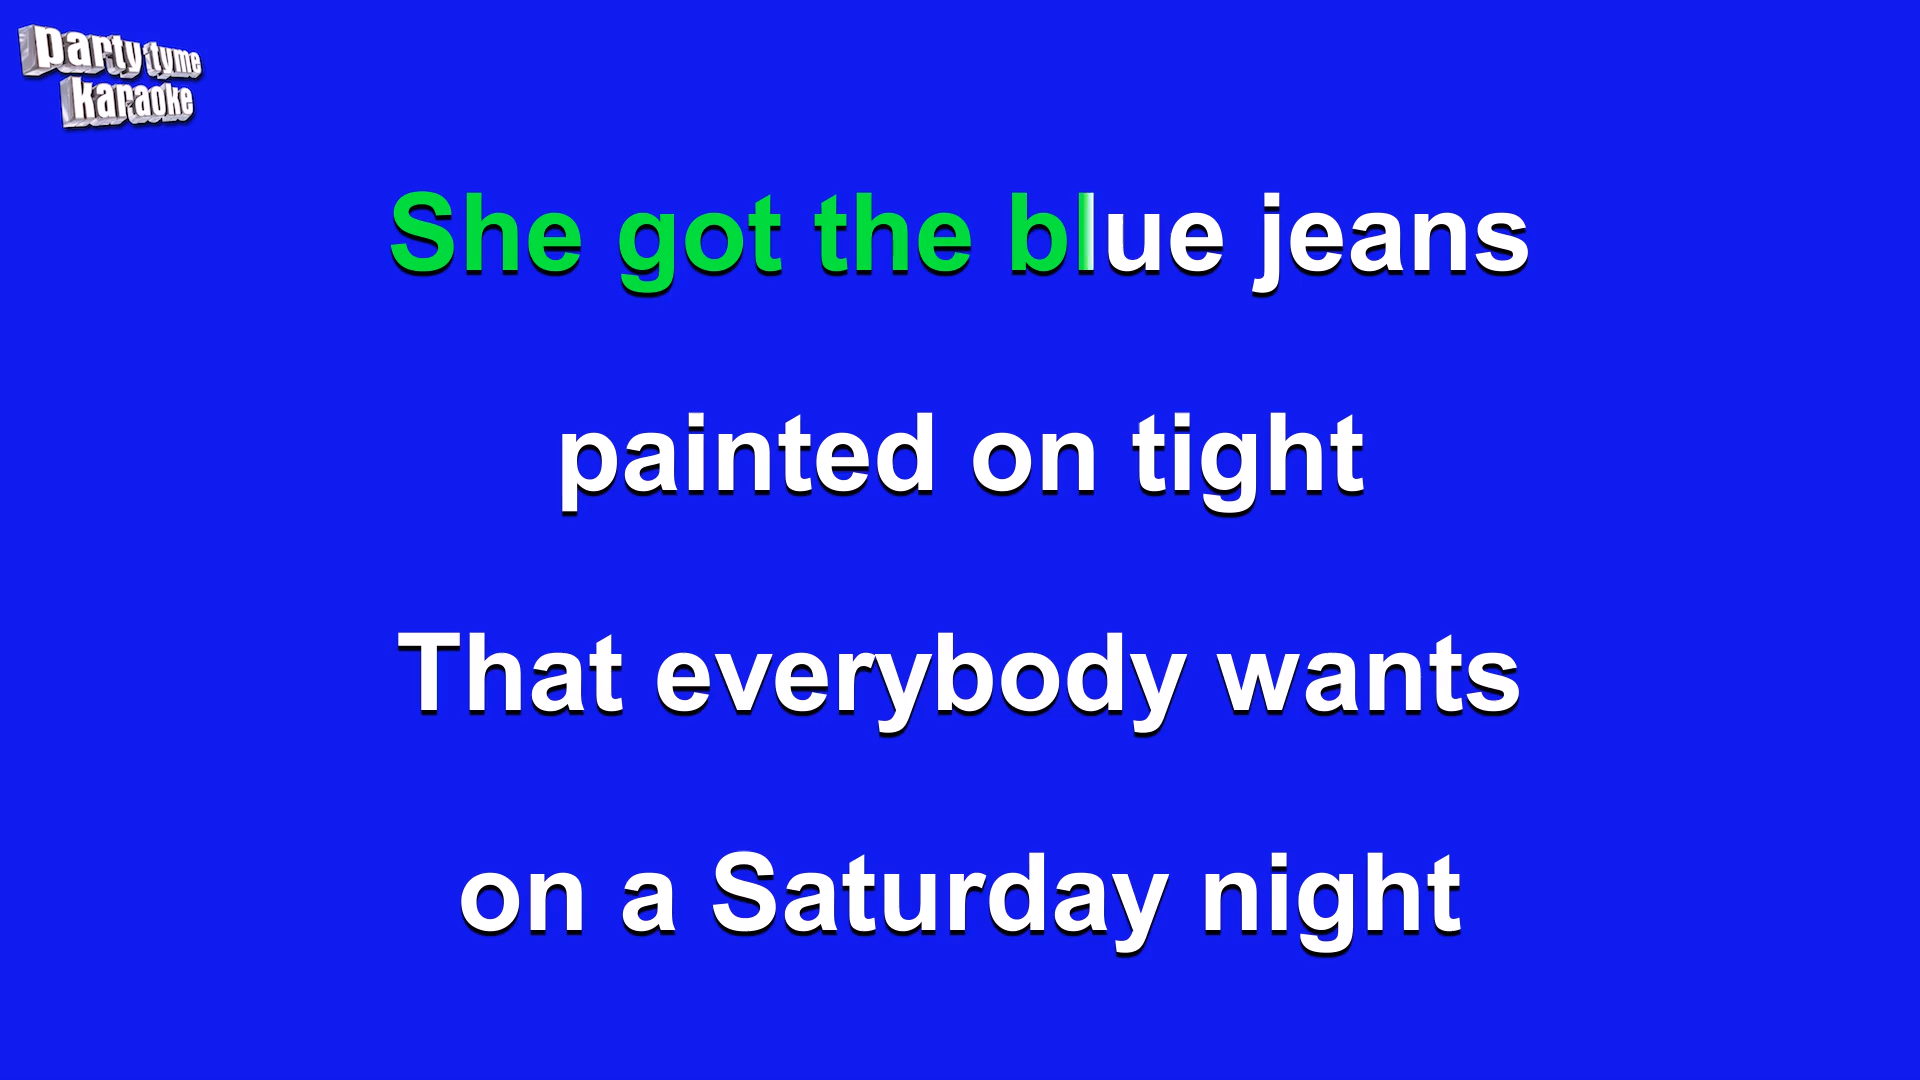 party tyme
karaoke
She got the blue jeans
painted on tight
That everybody wants
on a Saturday night